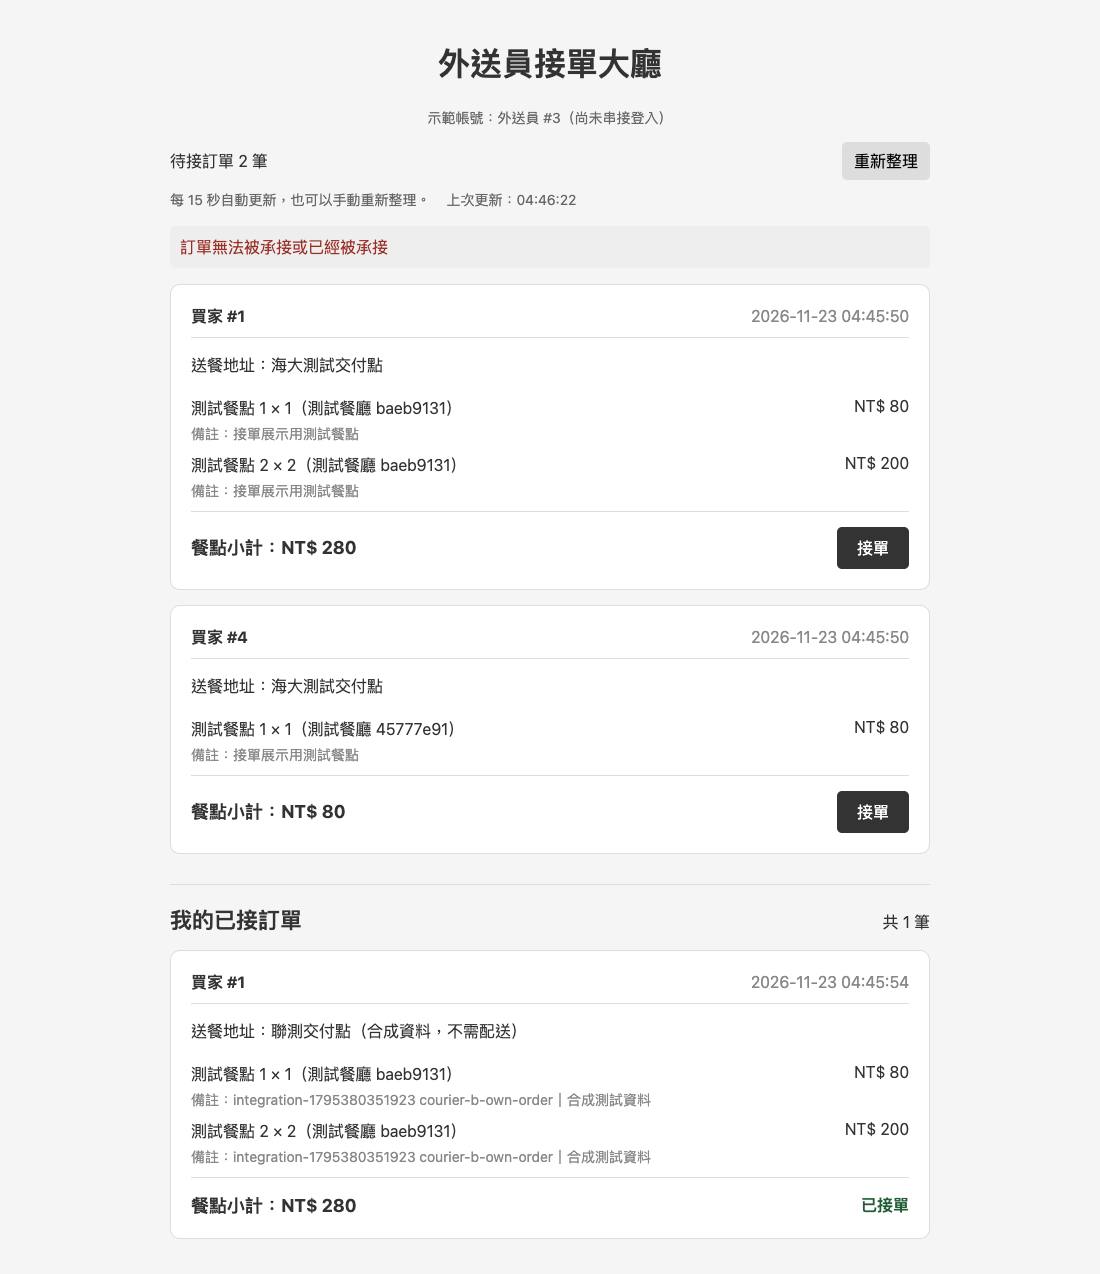 外送員接單大廳
示範帳號：外送員 #3（尚未串接登入）
待接訂單 2 筆
重新整理
每 15 秒自動更新，也可以手動重新整理。 上次更新：04:46:22
訂單無法被承接或已經被承接
買家 #1 2026-11-23 04:45:50
送餐地址：海大測試交付點
測試餐點 1 × 1（測試餐廳 baeb9131） NT$ 80
備註：接單展示用測試餐點
測試餐點 2 × 2（測試餐廳 baeb9131） NT$ 200
備註：接單展示用測試餐點
餐點小計：NT$ 280 接單
買家 #4 2026-11-23 04:45:50
送餐地址：海大測試交付點
測試餐點 1 × 1（測試餐廳 45777e91） NT$ 80
備註：接單展示用測試餐點
餐點小計：NT$ 80 接單
我的已接訂單 共 1 筆
買家 #1 2026-11-23 04:45:54
送餐地址：聯測交付點（合成資料，不需配送）
測試餐點 1 × 1（測試餐廳 baeb9131） NT$ 80
備註：integration-1795380351923 courier-b-own-order｜合成測試資料
測試餐點 2 × 2（測試餐廳 baeb9131） NT$ 200
備註：integration-1795380351923 courier-b-own-order｜合成測試資料
餐點小計：NT$ 280 已接單